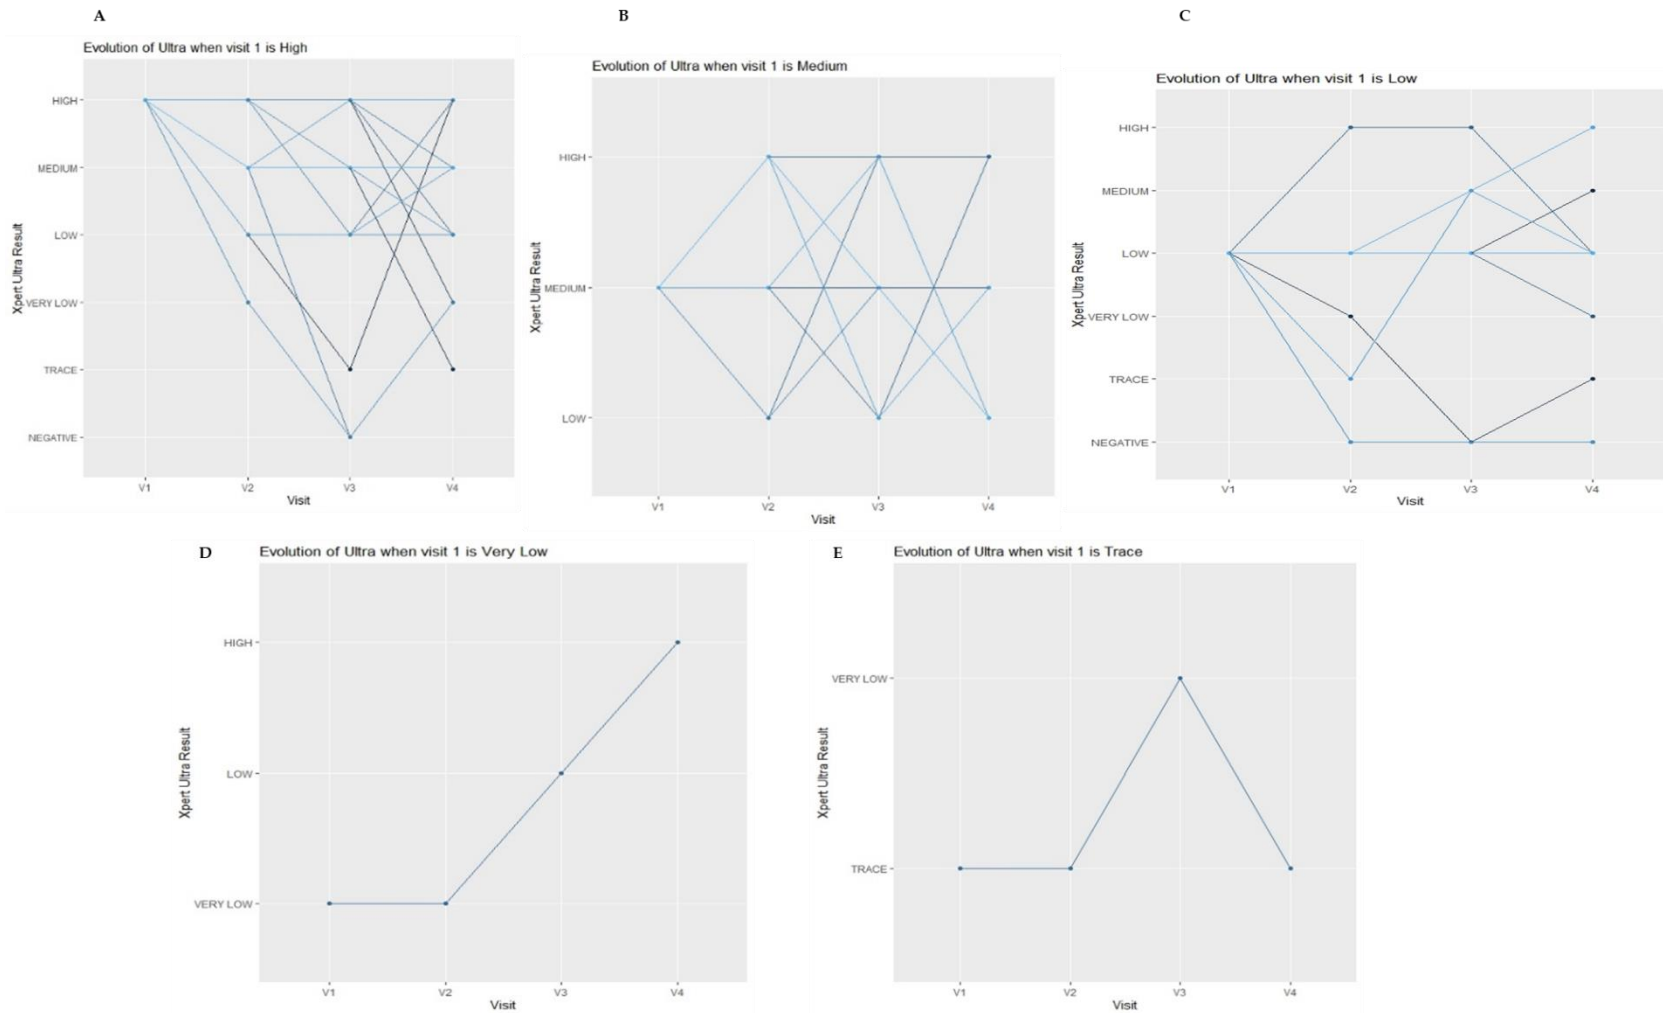 A
Evolution of Ultra when visit 1 is High
Xpert Ultra Result
HIGH
MEDIUM
LOW
VERY LOW
TRACE
NEGATIVE
V1 V2 V3 V4
Visit
B
Evolution of Ultra when visit 1 is Medium
Xpert Ultra Result
HIGH
MEDIUM
LOW
V1 V2 V3 V4
Visit
C
Evolution of Ultra when visit 1 is Low
Xpert Ultra Result
HIGH
MEDIUM
LOW
VERY LOW
TRACE
NEGATIVE
V1 V2 V3 V4
Visit
D
Evolution of Ultra when visit 1 is Very Low
Xpert Ultra Result
HIGH
LOW
VERY LOW
V1 V2 V3 V4
Visit
E
Evolution of Ultra when visit 1 is Trace
Xpert Ultra Result
VERY LOW
TRACE
V1 V2 V3 V4
Visit